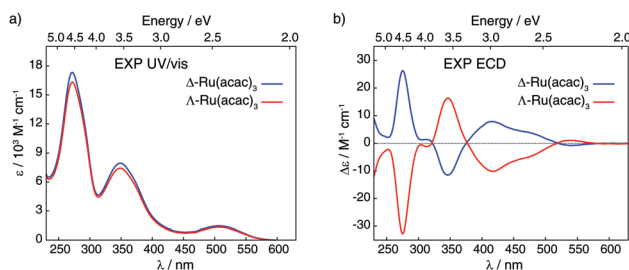 a)
Energy / eV
5.0 4.5 4.0 3.5 3.0 2.5 2.0
EXP UV/vis
Δ-Ru(acac)3
Λ-Ru(acac)3
ε / 10³ M⁻¹ cm⁻¹
18
15
12
9
6
3
0
250 300 350 400 450 500 550 600
λ / nm
b)
Energy / eV
5.0 4.5 4.0 3.5 3.0 2.5 2.0
EXP ECD
Δ-Ru(acac)3
Λ-Ru(acac)3
Δε / M⁻¹ cm⁻¹
30
20
10
0
-10
-20
-30
250 300 350 400 450 500 550 600
λ / nm